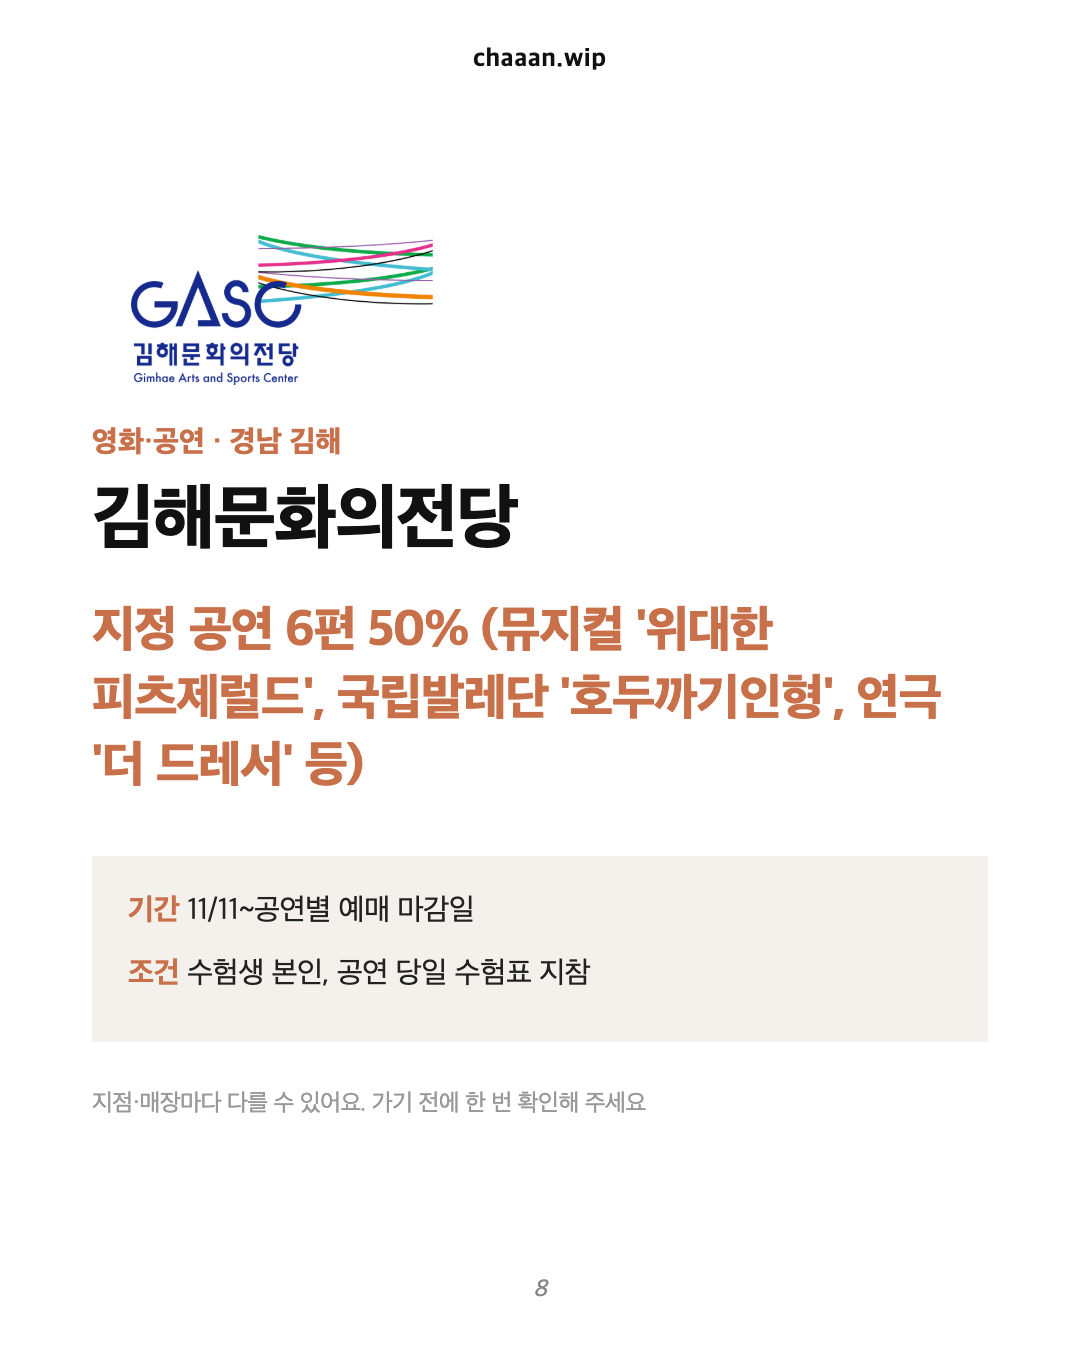 chaaan.wip
GASC
김해문화의전당
Gimhae Arts and Sports Center
영화·공연 · 경남 김해
김해문화의전당
지정 공연 6편 50% (뮤지컬 '위대한
피츠제럴드', 국립발레단 '호두까기인형', 연극
'더 드레서' 등)
기간 11/11~공연별 예매 마감일
조건 수험생 본인, 공연 당일 수험표 지참
지점·매장마다 다를 수 있어요. 가기 전에 한 번 확인해 주세요
8